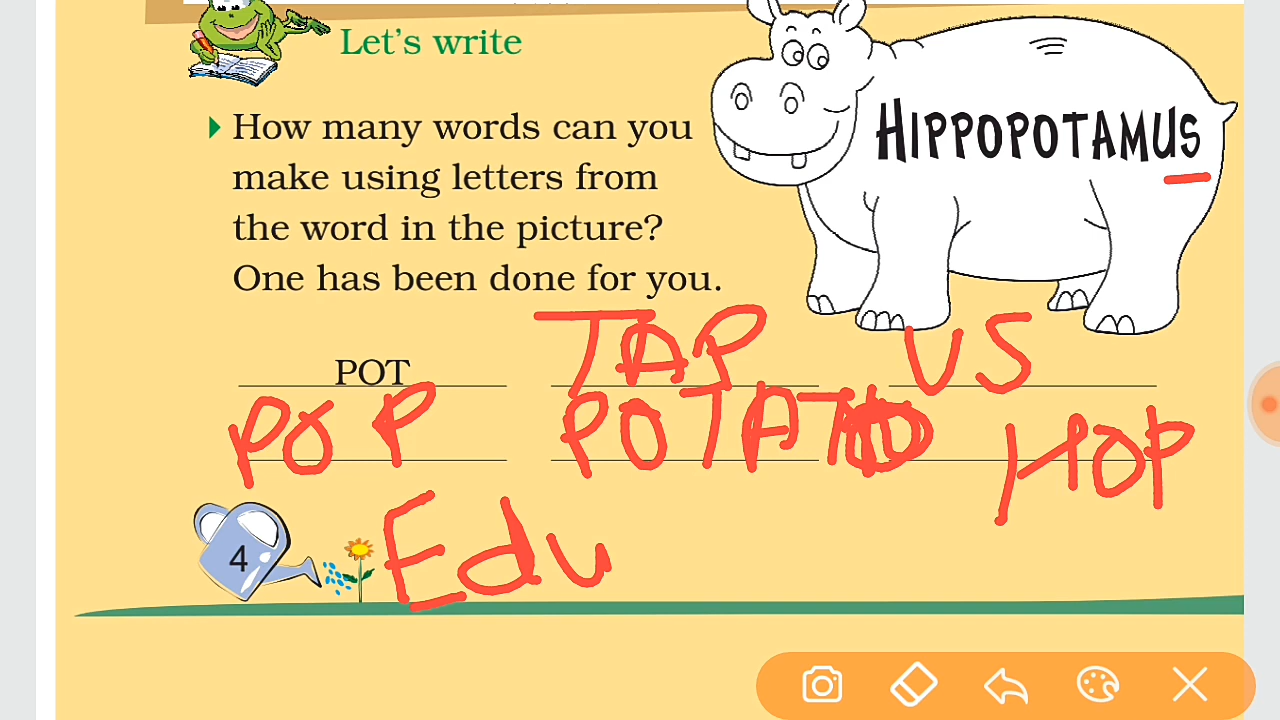 Let's write
How many words can you
make using letters from
the word in the picture?
One has been done for you.
HIPPOPOTAMUS
POT TAP US
POP POTATO HOP
4 Edu